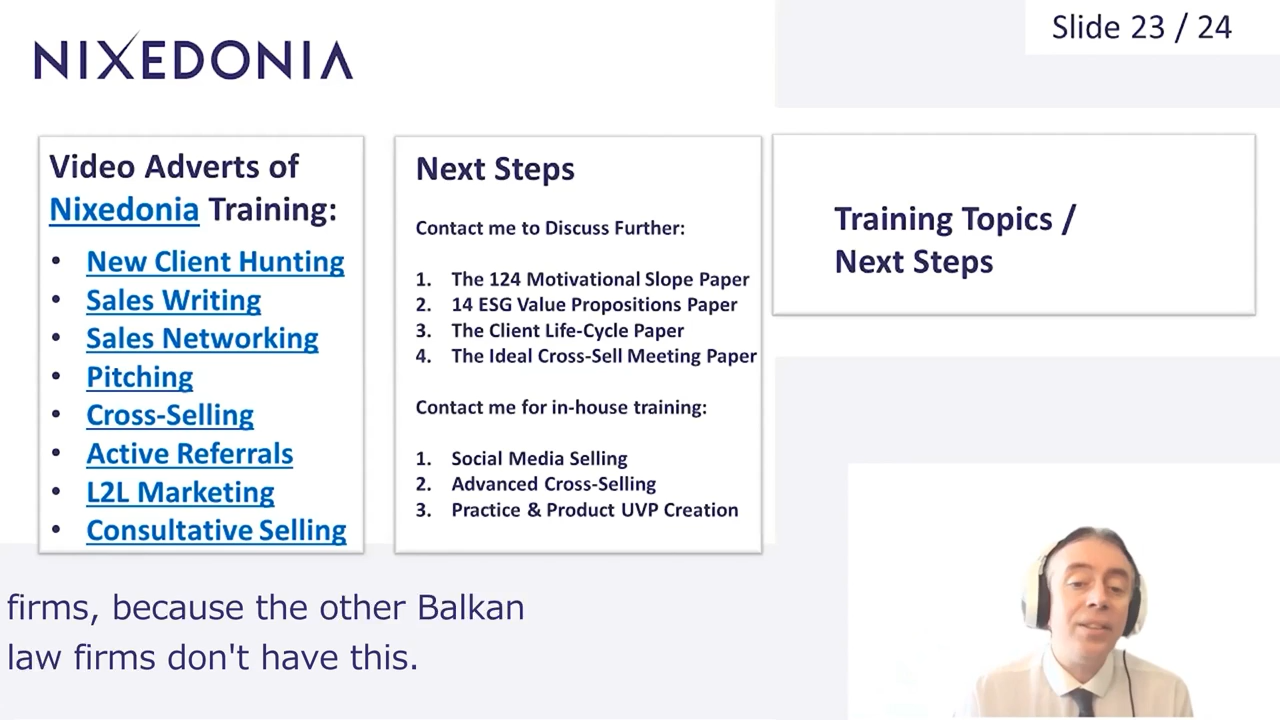 NIXEDONIA
Slide 23 / 24
Video Adverts of
Nixedonia Training:
• New Client Hunting
• Sales Writing
• Sales Networking
• Pitching
• Cross-Selling
• Active Referrals
• L2L Marketing
• Consultative Selling
Next Steps
Contact me to Discuss Further:
1. The 124 Motivational Slope Paper
2. 14 ESG Value Propositions Paper
3. The Client Life-Cycle Paper
4. The Ideal Cross-Sell Meeting Paper
Contact me for in-house training:
1. Social Media Selling
2. Advanced Cross-Selling
3. Practice & Product UVP Creation
Training Topics /
Next Steps
firms, because the other Balkan
law firms don't have this.